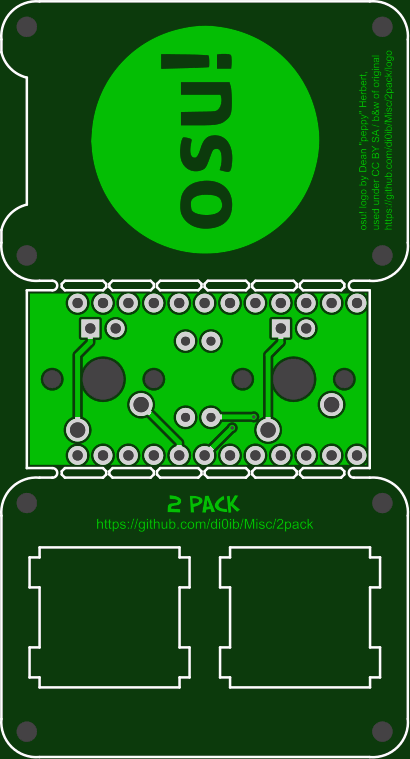 osu!
osu! logo by Dean "peppy" Herbert,
used under CC BY SA / b&w of original
https://github.com/di0ib/Misc/2pack/logo
2 PACK
https://github.com/di0ib/Misc/2pack